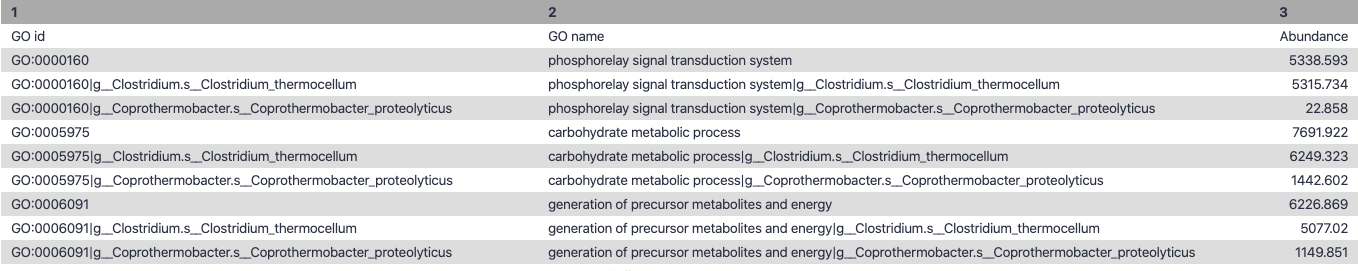 1 2 3
GO id GO name Abundance
GO:0000160 phosphorelay signal transduction system 5338.593
GO:0000160|g__Clostridium.s__Clostridium_thermocellum phosphorelay signal transduction system|g__Clostridium.s__Clostridium_thermocellum 5315.734
GO:0000160|g__Coprothermobacter.s__Coprothermobacter_proteolyticus phosphorelay signal transduction system|g__Coprothermobacter.s__Coprothermobacter_proteolyticus 22.858
GO:0005975 carbohydrate metabolic process 7691.922
GO:0005975|g__Clostridium.s__Clostridium_thermocellum carbohydrate metabolic process|g__Clostridium.s__Clostridium_thermocellum 6249.323
GO:0005975|g__Coprothermobacter.s__Coprothermobacter_proteolyticus carbohydrate metabolic process|g__Coprothermobacter.s__Coprothermobacter_proteolyticus 1442.602
GO:0006091 generation of precursor metabolites and energy 6226.869
GO:0006091|g__Clostridium.s__Clostridium_thermocellum generation of precursor metabolites and energy|g__Clostridium.s__Clostridium_thermocellum 5077.02
GO:0006091|g__Coprothermobacter.s__Coprothermobacter_proteolyticus generation of precursor metabolites and energy|g__Coprothermobacter.s__Coprothermobacter_proteolyticus 1149.851